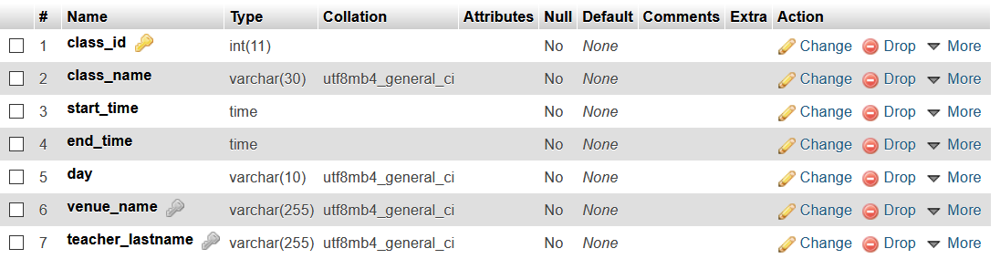 # Name Type Collation Attributes Null Default Comments Extra Action
1 class_id int(11) No None Change Drop More
2 class_name varchar(30) utf8mb4_general_ci No None Change Drop More
3 start_time time No None Change Drop More
4 end_time time No None Change Drop More
5 day varchar(10) utf8mb4_general_ci No None Change Drop More
6 venue_name varchar(255) utf8mb4_general_ci No None Change Drop More
7 teacher_lastname varchar(255) utf8mb4_general_ci No None Change Drop More